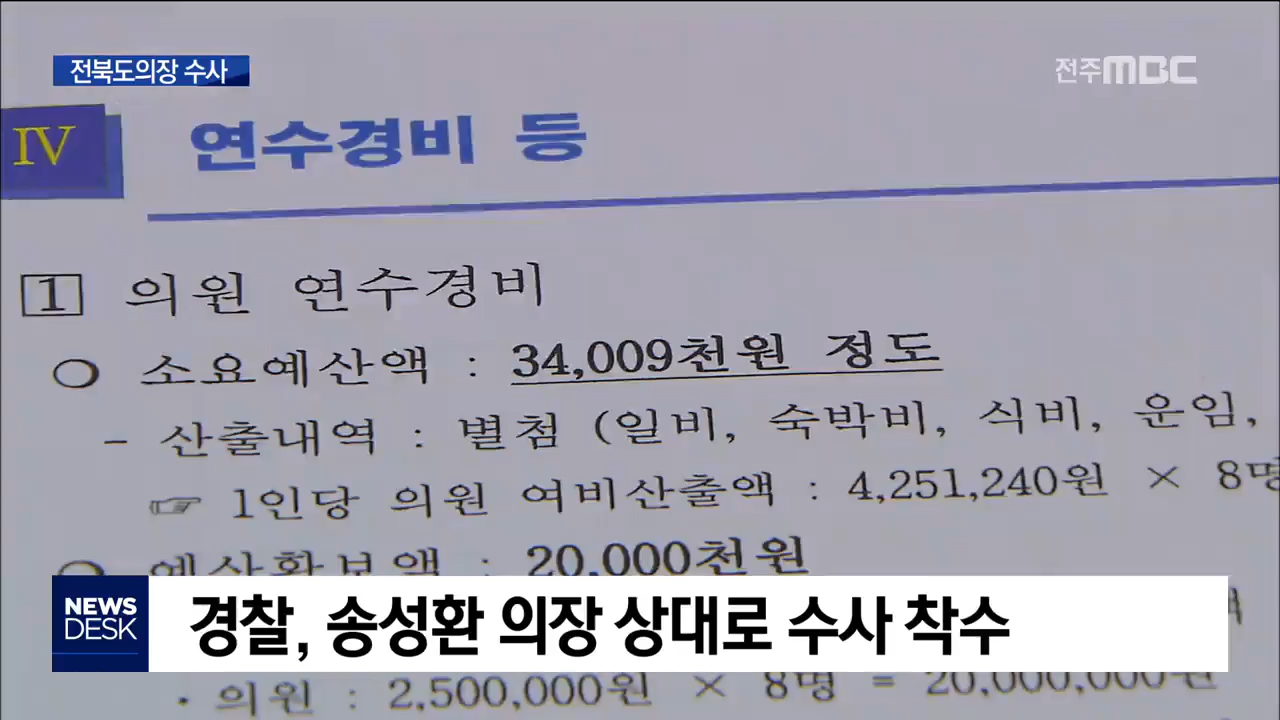 전북도의장 수사
전주MBC
Ⅳ 연수경비 등
1 의원 연수경비
○ 소요예산액 : 34,009천원 정도
- 산출내역 : 별첨 (일비, 숙박비, 식비, 운임,
☞ 1인당 의원 여비산출액 : 4,251,240원 × 8명
○ 예산확보액 : 20,000천원
NEWS DESK
경찰, 송성환 의장 상대로 수사 착수
· 의원 : 2,500,000원 × 8명 = 20,000,000원